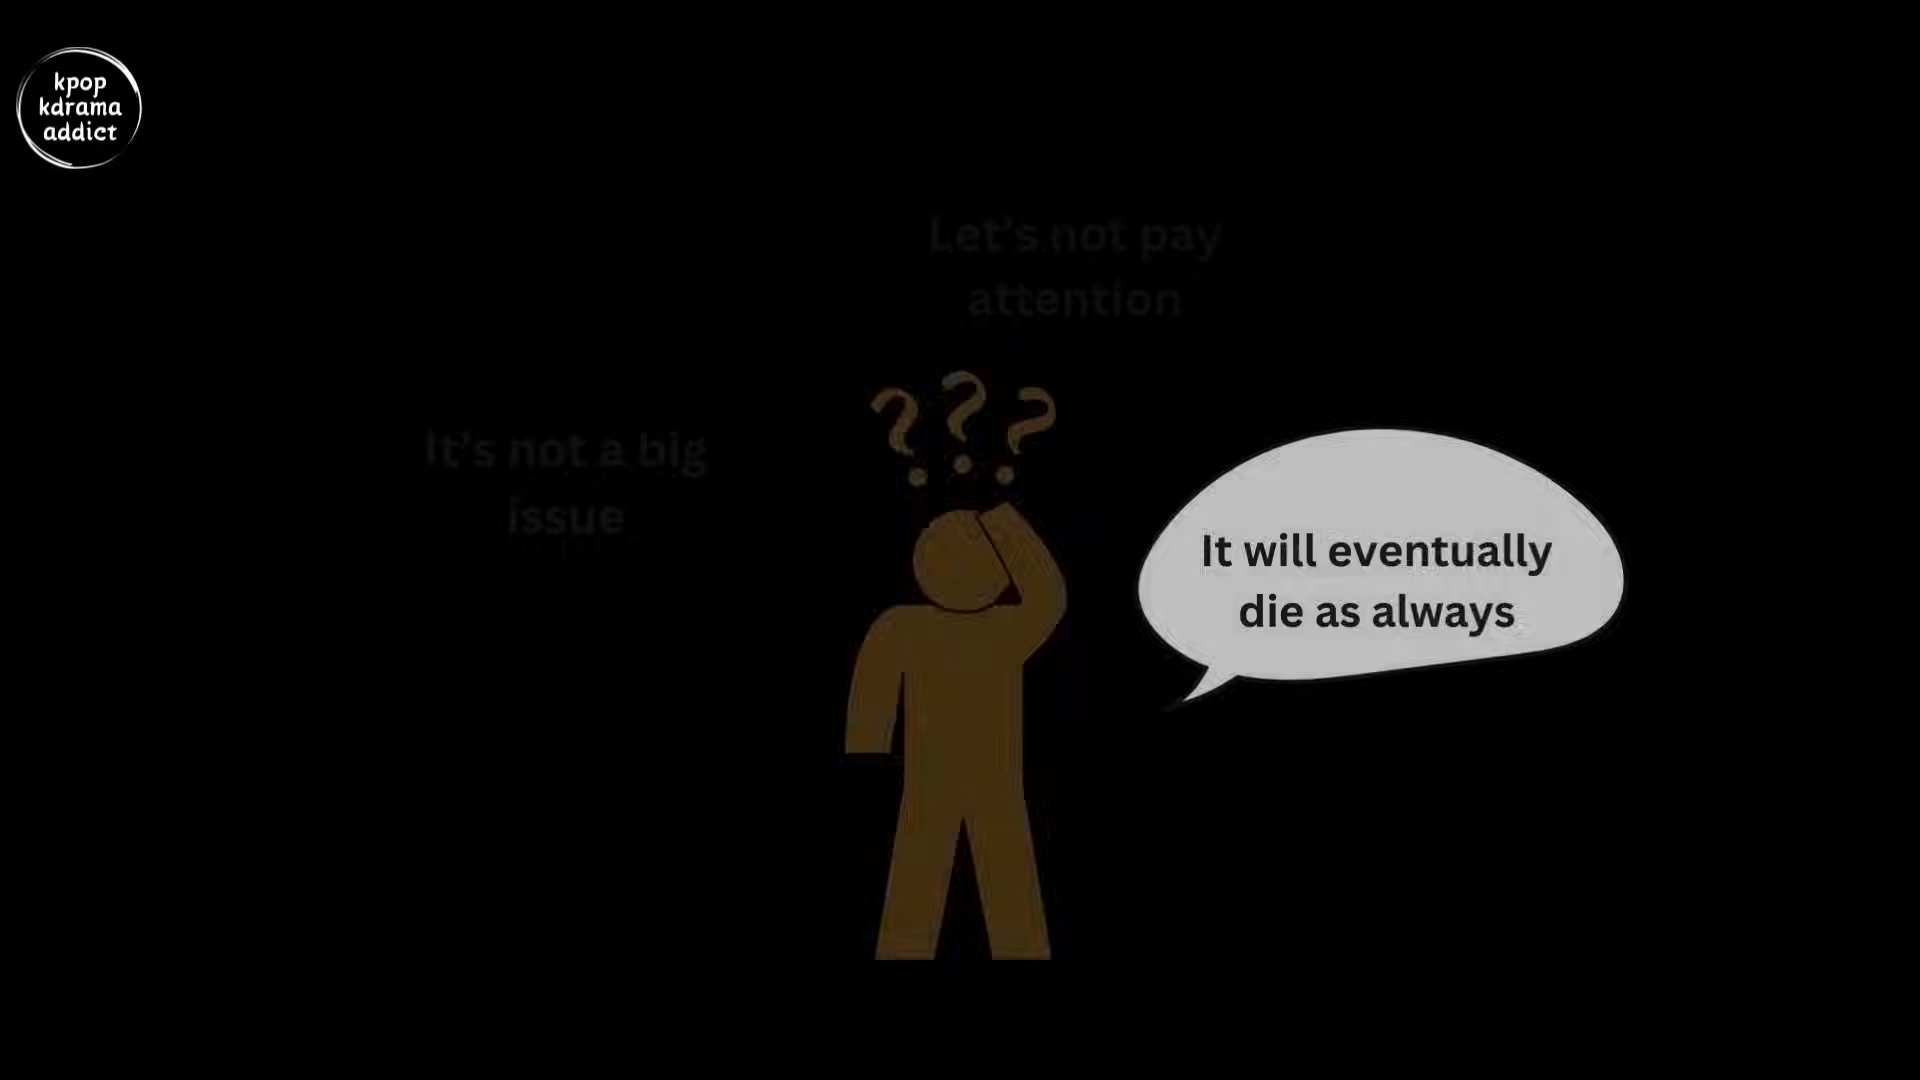 kpop
kdrama
addict
Let's not pay
attention
It's not a big
issue
It will eventually
die as always